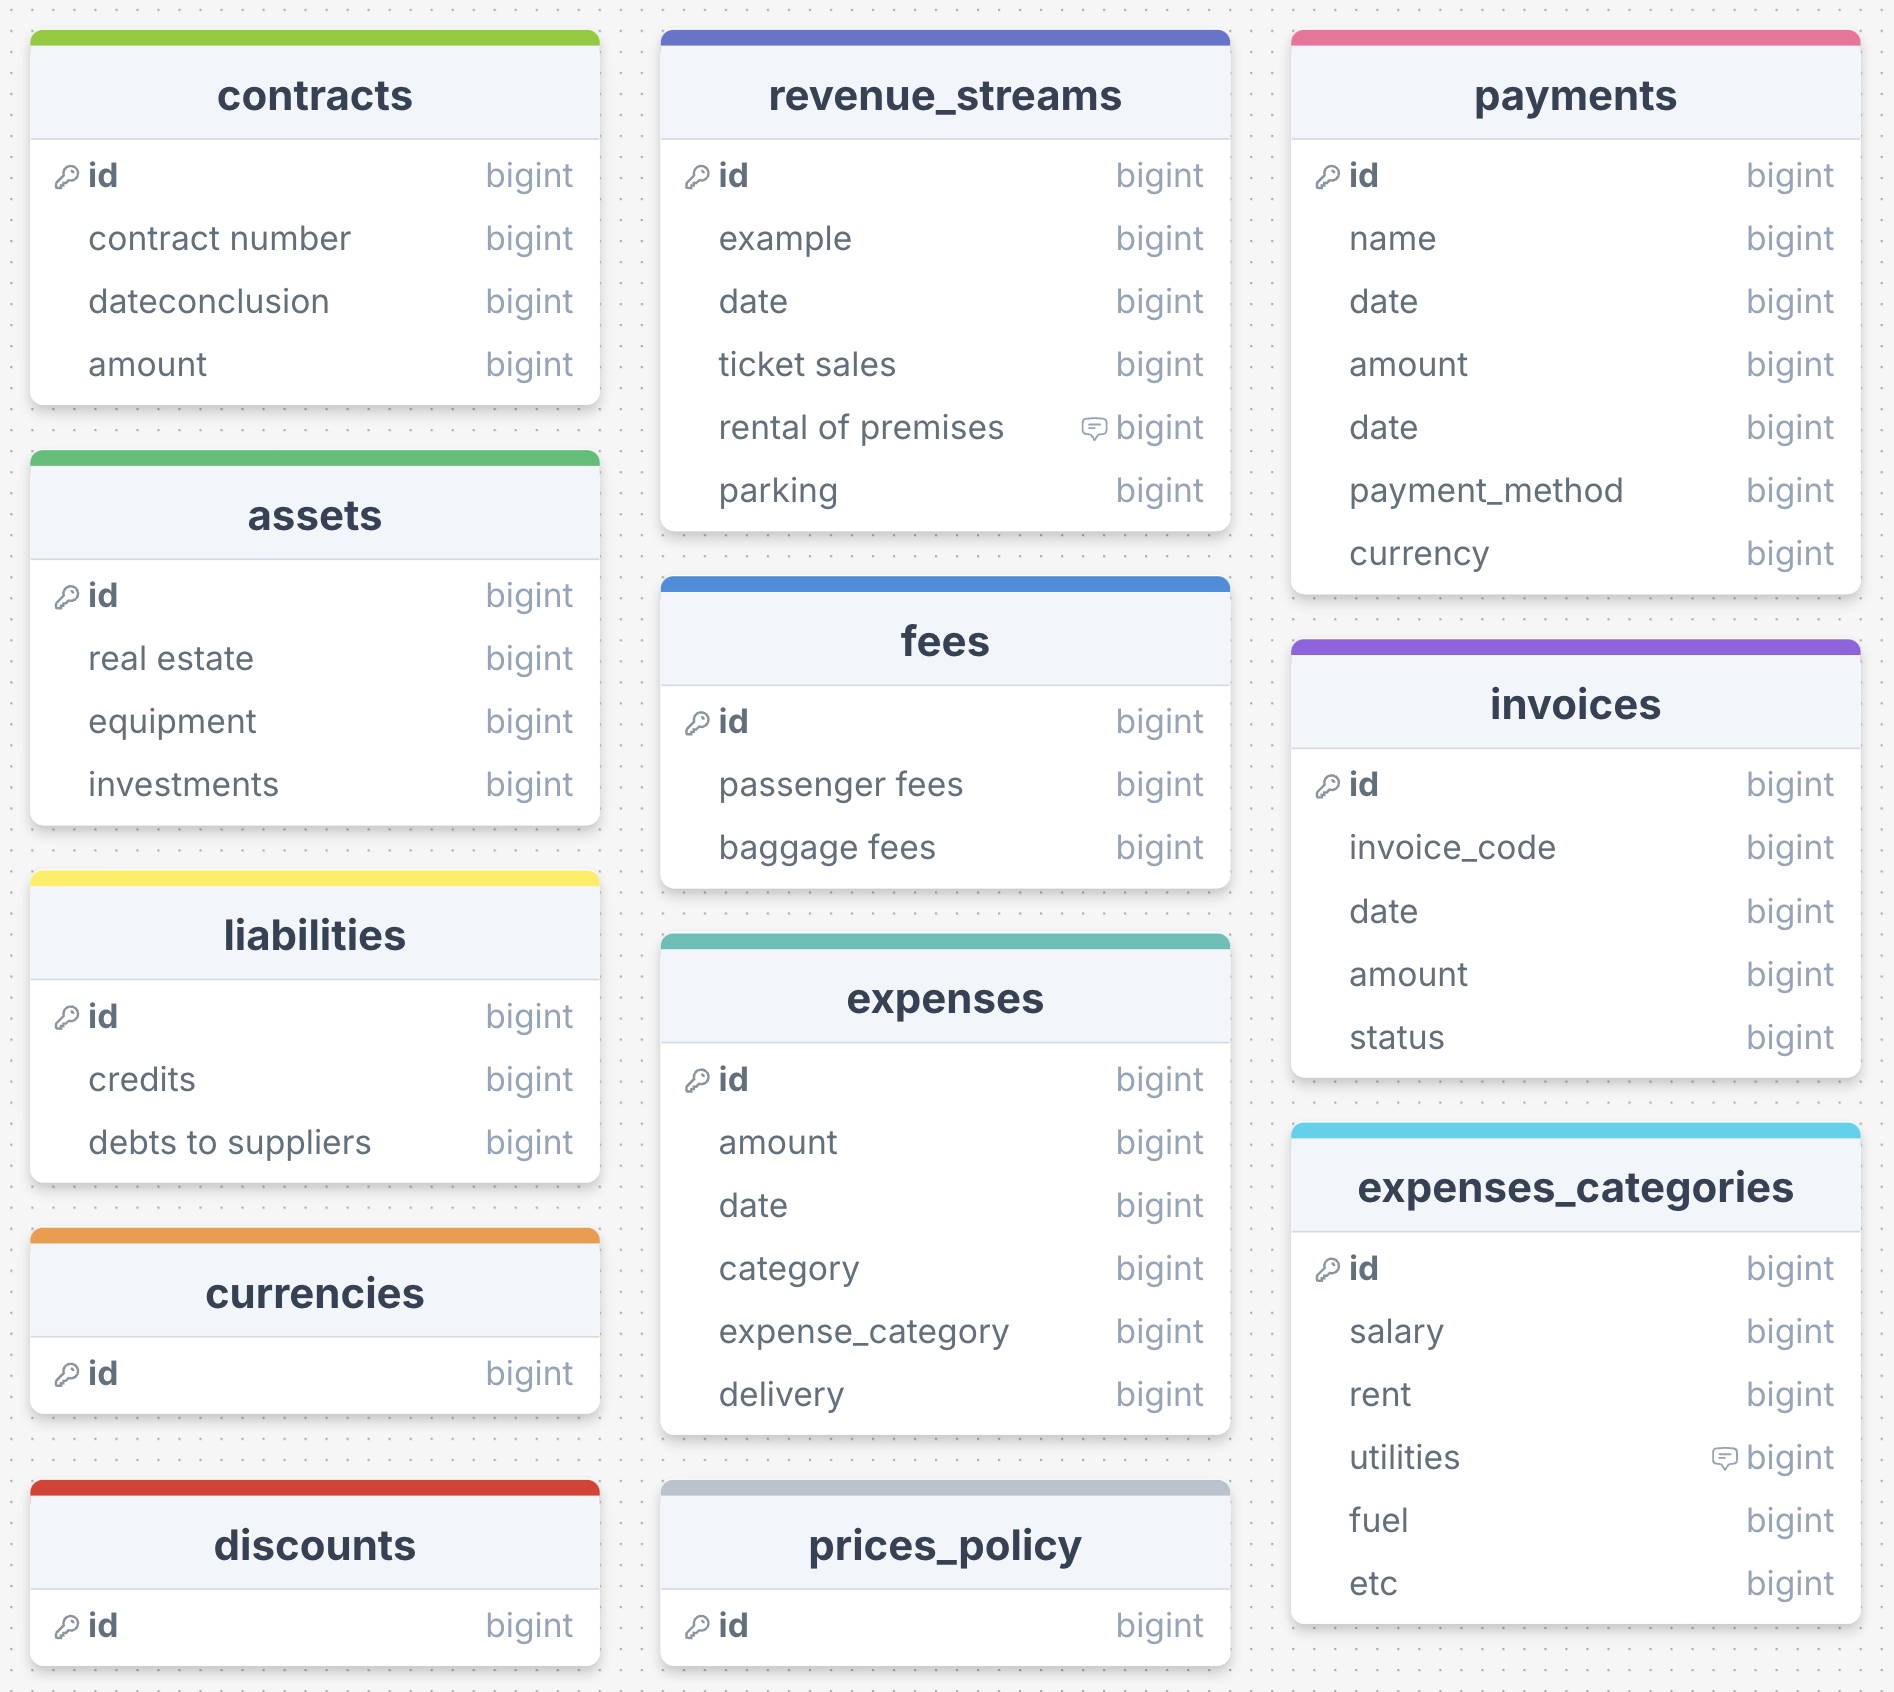 contracts
id bigint
contract number bigint
dateconclusion bigint
amount bigint
assets
id bigint
real estate bigint
equipment bigint
investments bigint
liabilities
id bigint
credits bigint
debts to suppliers bigint
currencies
id bigint
discounts
id bigint
revenue_streams
id bigint
example bigint
date bigint
ticket sales bigint
rental of premises bigint
parking bigint
fees
id bigint
passenger fees bigint
baggage fees bigint
expenses
id bigint
amount bigint
date bigint
category bigint
expense_category bigint
delivery bigint
prices_policy
id bigint
payments
id bigint
name bigint
date bigint
amount bigint
date bigint
payment_method bigint
currency bigint
invoices
id bigint
invoice_code bigint
date bigint
amount bigint
status bigint
expenses_categories
id bigint
salary bigint
rent bigint
utilities bigint
fuel bigint
etc bigint